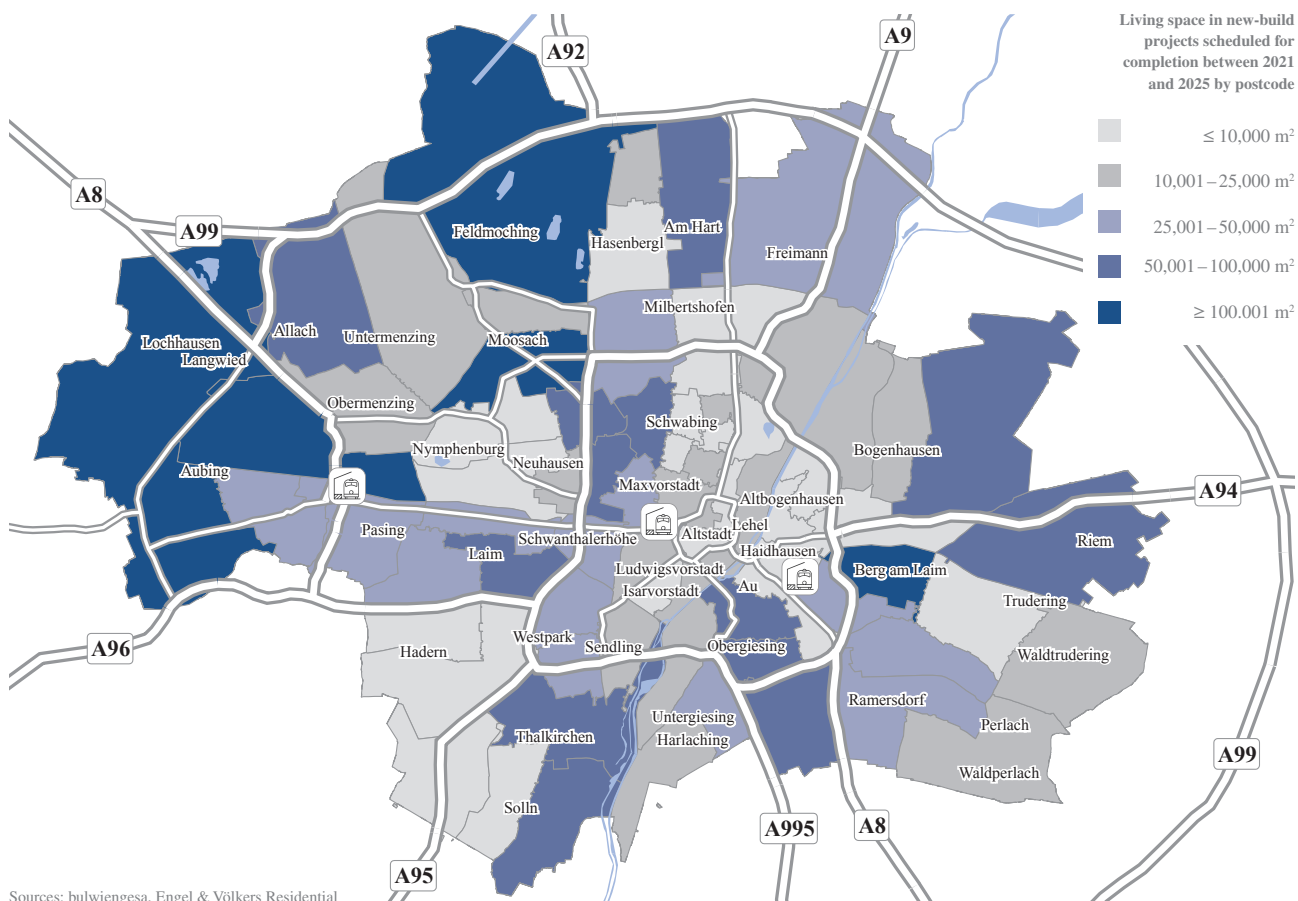 Living space in new-build
projects scheduled for
completion between 2021
and 2025 by postcode
≤ 10,000 m²
10,001–25,000 m²
25,001–50,000 m²
50,001–100,000 m²
≥ 100.001 m²
A92
A9
A8
A99
Feldmoching
Hasenbergl
Am Hart
Freimann
Milbertshofen
Lochhausen
Langwied
Allach
Untermenzing
Moosach
Obermenzing
Schwabing
Nymphenburg
Neuhausen
Bogenhausen
Aubing
Maxvorstadt
Altbogenhausen
A94
Pasing
Schwanthalerhöhe
Altstadt
Lehel
Riem
Laim
Haidhausen
Ludwigsvorstadt
Berg am Laim
Isarvorstadt
Au
Trudering
A96
Hadern
Westpark
Sendling
Obergiesing
Waldtrudering
Ramersdorf
Untergiesing
Harlaching
Perlach
Thalkirchen
A99
Waldperlach
Solln
A995
A8
A95
Sources: bulwiengesa, Engel & Völkers Residential